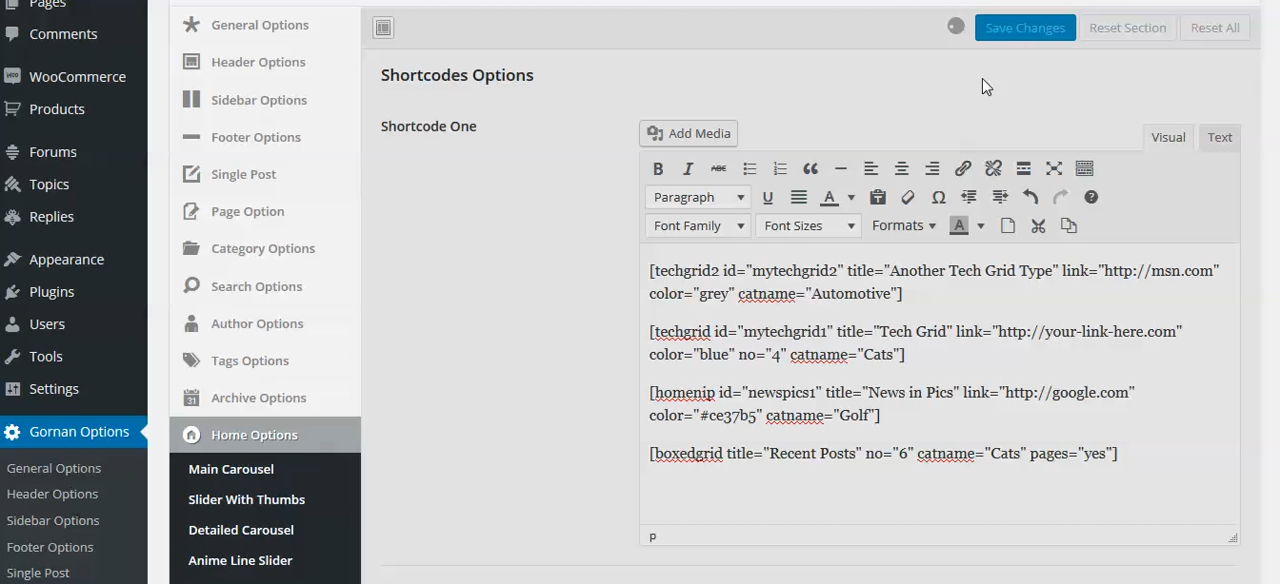 Pages
Comments
WooCommerce
Products
Forums
Topics
Replies
Appearance
Plugins
Users
Tools
Settings
Gornan Options
General Options
Header Options
Sidebar Options
Footer Options
Single Post
General Options
Header Options
Sidebar Options
Footer Options
Single Post
Page Option
Category Options
Search Options
Author Options
Tags Options
Archive Options
Home Options
Main Carousel
Slider With Thumbs
Detailed Carousel
Anime Line Slider
Save Changes Reset Section Reset All
Shortcodes Options
Shortcode One
Add Media
Visual Text
B I ABC
Paragraph U A Ω
Font Family Font Sizes Formats A
[techgrid2 id="mytechgrid2" title="Another Tech Grid Type" link="http://msn.com"
color="grey" catname="Automotive"]
[techgrid id="mytechgrid1" title="Tech Grid" link="http://your-link-here.com"
color="blue" no="4" catname="Cats"]
[homenip id="newspics1" title="News in Pics" link="http://google.com"
color="#ce37b5" catname="Golf"]
[boxedgrid title="Recent Posts" no="6" catname="Cats" pages="yes"]
p